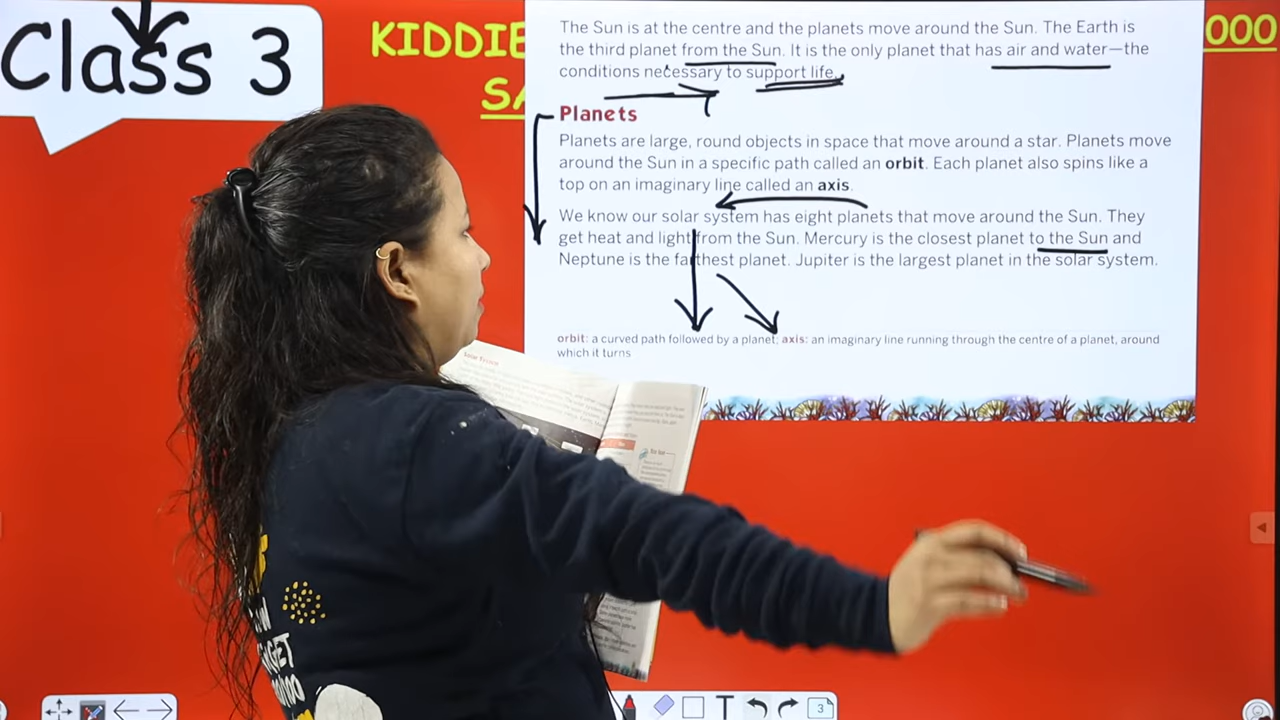 Class 3
KIDDIE
SA
000
The Sun is at the centre and the planets move around the Sun. The Earth is
the third planet from the Sun. It is the only planet that has air and water—the
conditions necessary to support life.
Planets
Planets are large, round objects in space that move around a star. Planets move
around the Sun in a specific path called an orbit. Each planet also spins like a
top on an imaginary line called an axis.
We know our solar system has eight planets that move around the Sun. They
get heat and light from the Sun. Mercury is the closest planet to the Sun and
Neptune is the farthest planet. Jupiter is the largest planet in the solar system.
orbit: a curved path followed by a planet; axis: an imaginary line running through the centre of a planet, around
which it turns
T
3